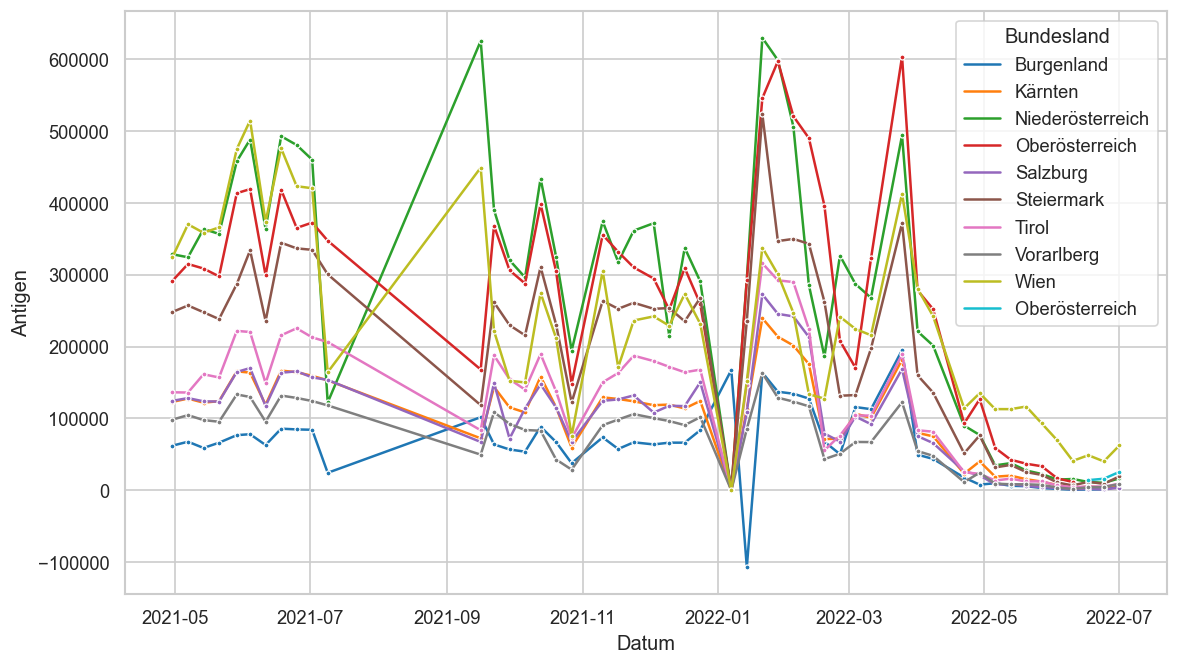 Bundesland
Burgenland
Kärnten
Niederösterreich
Oberösterreich
Salzburg
Steiermark
Tirol
Vorarlberg
Wien
Oberösterreich
Antigen
600000
500000
400000
300000
200000
100000
0
−100000
2021-05
2021-07
2021-09
2021-11
2022-01
2022-03
2022-05
2022-07
Datum